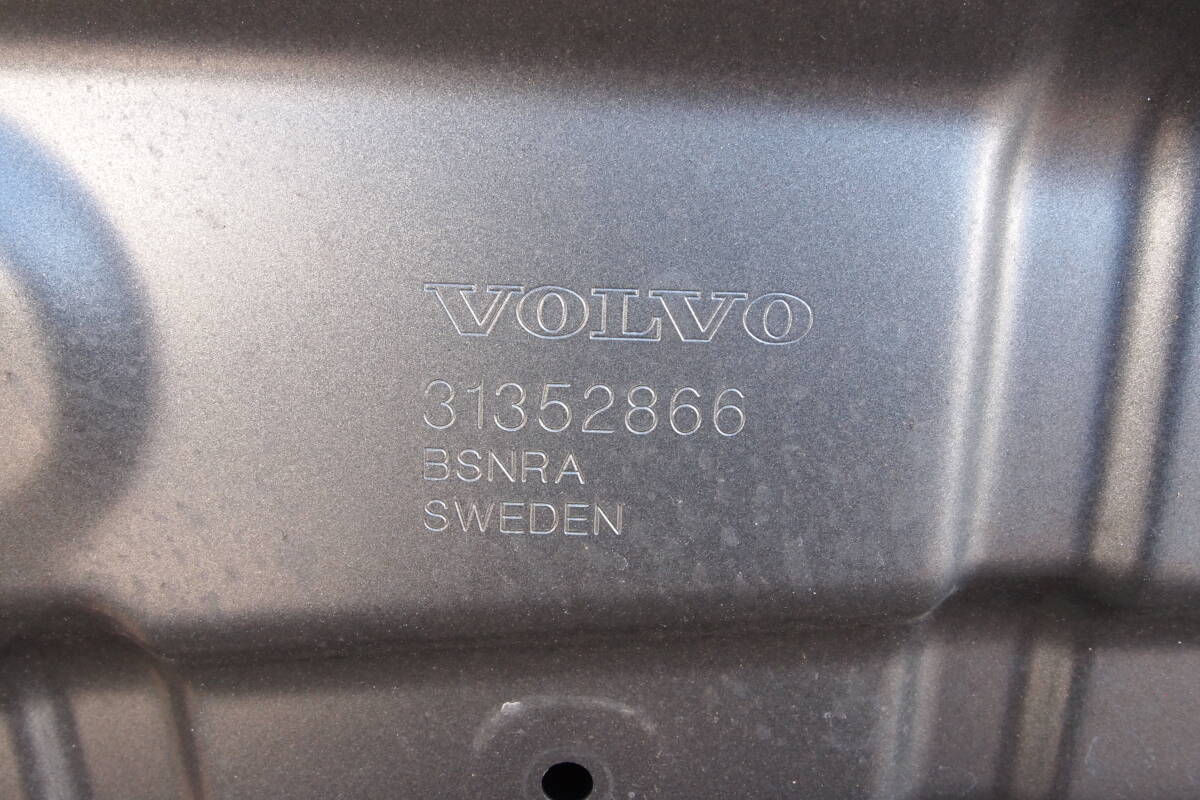 VOLVO
31352866
BSNRA
SWEDEN